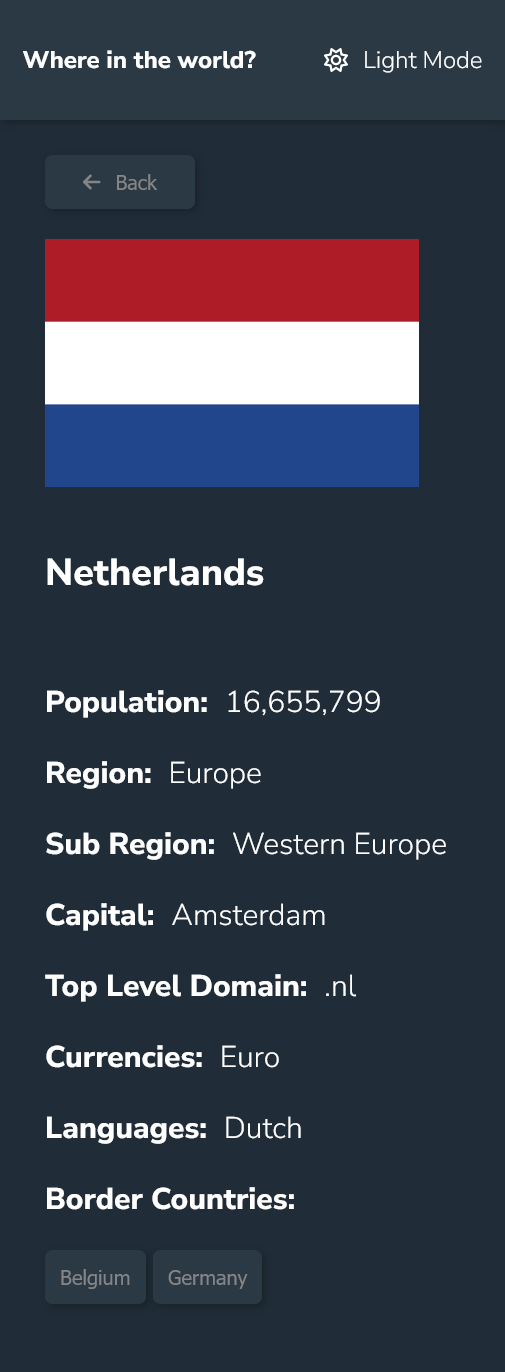 Where in the world? Light Mode
Back
Netherlands
Population: 16,655,799
Region: Europe
Sub Region: Western Europe
Capital: Amsterdam
Top Level Domain: .nl
Currencies: Euro
Languages: Dutch
Border Countries:
Belgium Germany